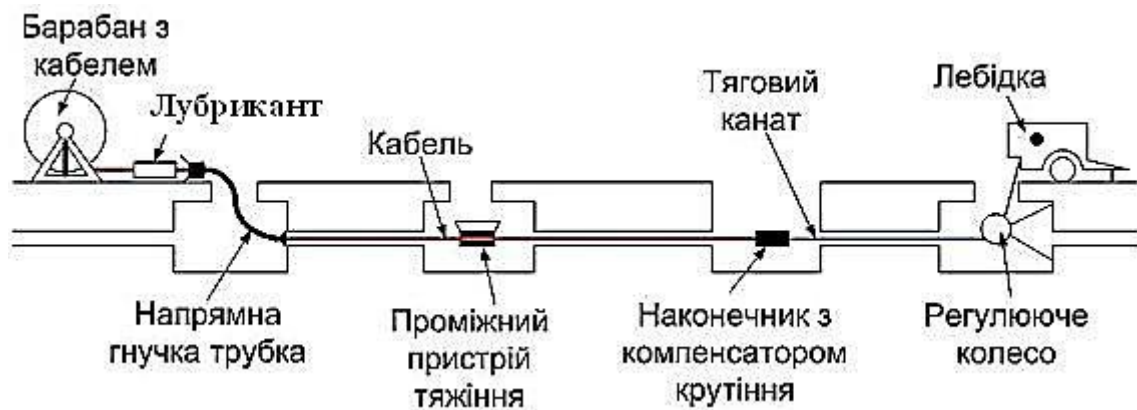 Барабан з
кабелем
Лубрикант
Кабель
Тяговий
канат
Лебідка
Напрямна
гнучка трубка
Проміжний
пристрій
тяжіння
Наконечник з
компенсатором
крутіння
Регулююче
колесо